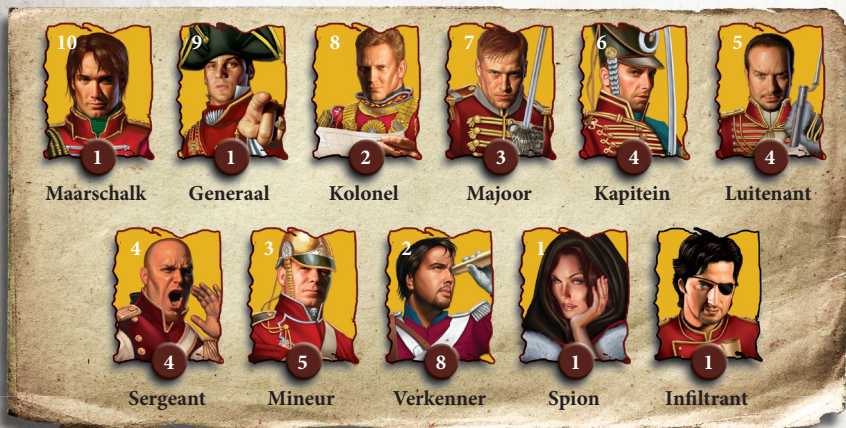 10 9 8 7 6 5
1 1 2 3 4 4
Maarschalk Generaal Kolonel Majoor Kapitein Luitenant
4 3 2 1
4 5 8 1 1
Sergeant Mineur Verkenner Spion Infiltrant